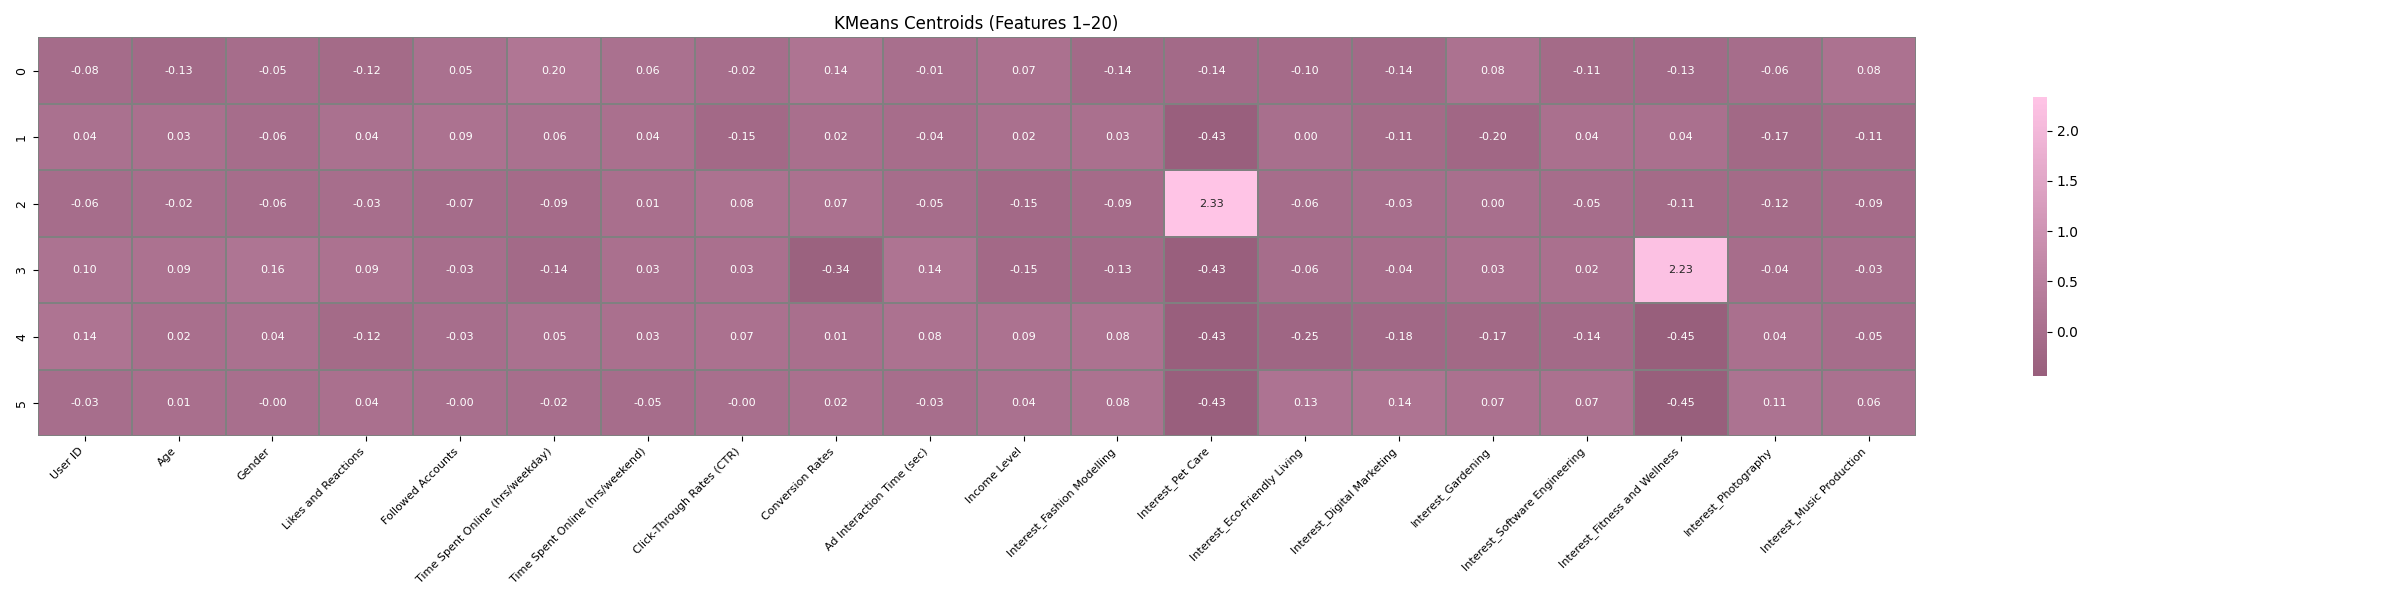 KMeans Centroids (Features 1–20)
0 -0.08 -0.13 -0.05 -0.12 0.05 0.20 0.06 -0.02 0.14 -0.01 0.07 -0.14 -0.14 -0.10 -0.14 0.08 -0.11 -0.13 -0.06 0.08
1 0.04 0.03 -0.06 0.04 0.09 0.06 0.04 -0.15 0.02 -0.04 0.02 0.03 -0.43 0.00 -0.11 -0.20 0.04 0.04 -0.17 -0.11
2 -0.06 -0.02 -0.06 -0.03 -0.07 -0.09 0.01 0.08 0.07 -0.05 -0.15 -0.09 2.33 -0.06 -0.03 0.00 -0.05 -0.11 -0.12 -0.09
3 0.10 0.09 0.16 0.09 -0.03 -0.14 0.03 0.03 -0.34 0.14 -0.15 -0.13 -0.43 -0.06 -0.04 0.03 0.02 2.23 -0.04 -0.03
4 0.14 0.02 0.04 -0.12 -0.03 0.05 0.03 0.07 0.01 0.08 0.09 0.08 -0.43 -0.25 -0.18 -0.17 -0.14 -0.45 0.04 -0.05
5 -0.03 0.01 -0.00 0.04 -0.00 -0.02 -0.05 -0.00 0.02 -0.03 0.04 0.08 -0.43 0.13 0.14 0.07 0.07 -0.45 0.11 0.06
User ID
Age
Gender
Likes and Reactions
Followed Accounts
Time Spent Online (hrs/weekday)
Time Spent Online (hrs/weekend)
Click-Through Rates (CTR)
Conversion Rates
Ad Interaction Time (sec)
Income Level
Interest_Fashion Modelling
Interest_Pet Care
Interest_Eco-Friendly Living
Interest_Digital Marketing
Interest_Gardening
Interest_Software Engineering
Interest_Fitness and Wellness
Interest_Photography
Interest_Music Production
2.0
1.5
1.0
0.5
0.0